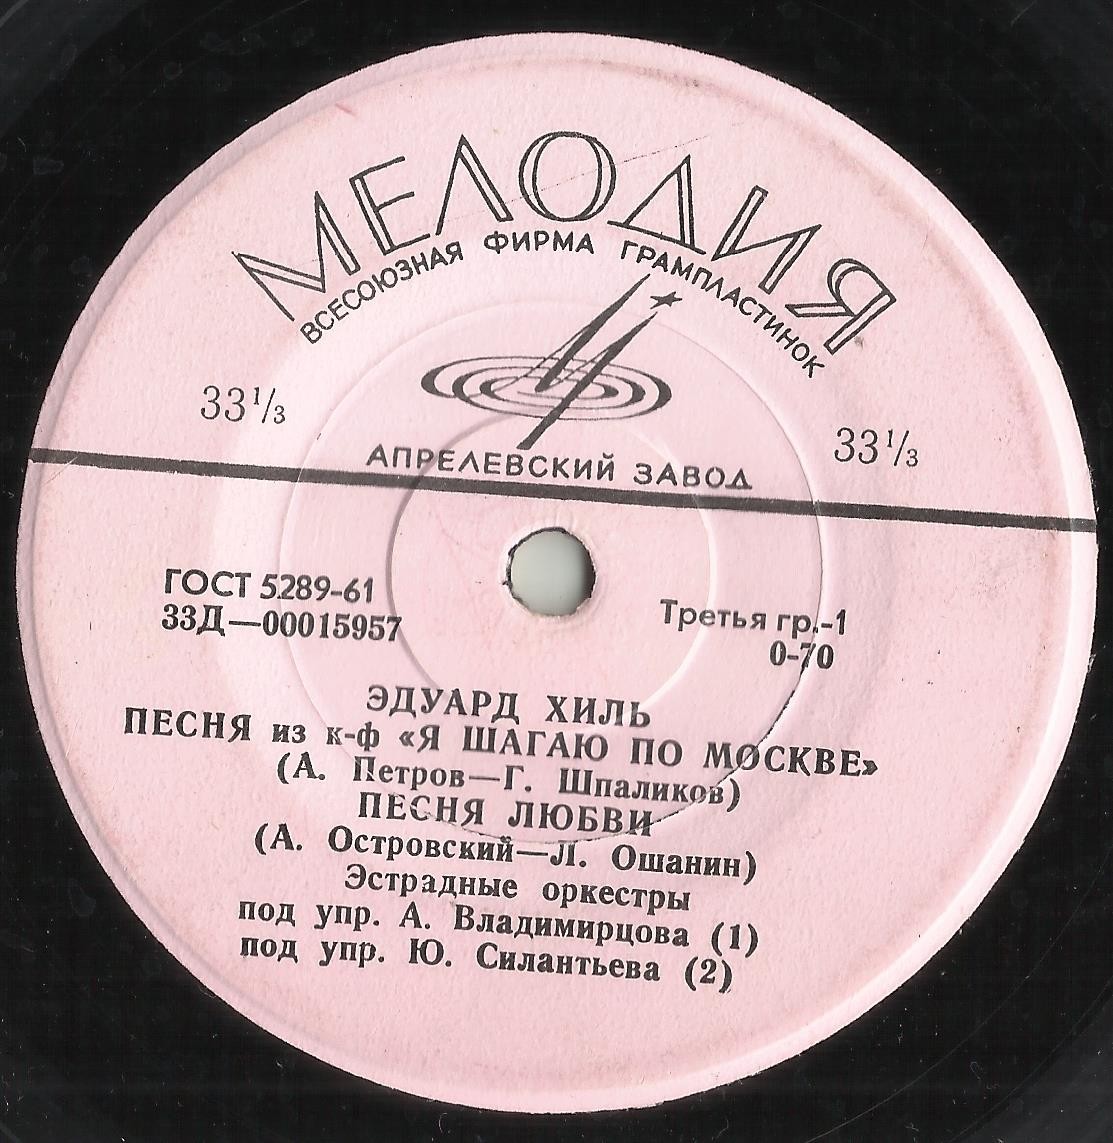 МЕЛОДИЯ
ВСЕСОЮЗНАЯ ФИРМА ГРАМПЛАСТИНОК
33⅓
33⅓
АПРЕЛЕВСКИЙ ЗАВОД
ГОСТ 5289-61
33Д—00015957
Третья гр.-1
0-70
ЭДУАРД ХИЛЬ
ПЕСНЯ из к-ф «Я ШАГАЮ ПО МОСКВЕ»
(А. Петров—Г. Шпаликов)
ПЕСНЯ ЛЮБВИ
(А. Островский—Л. Ошанин)
Эстрадные оркестры
под упр. А. Владимирцова (1)
под упр. Ю. Силантьева (2)